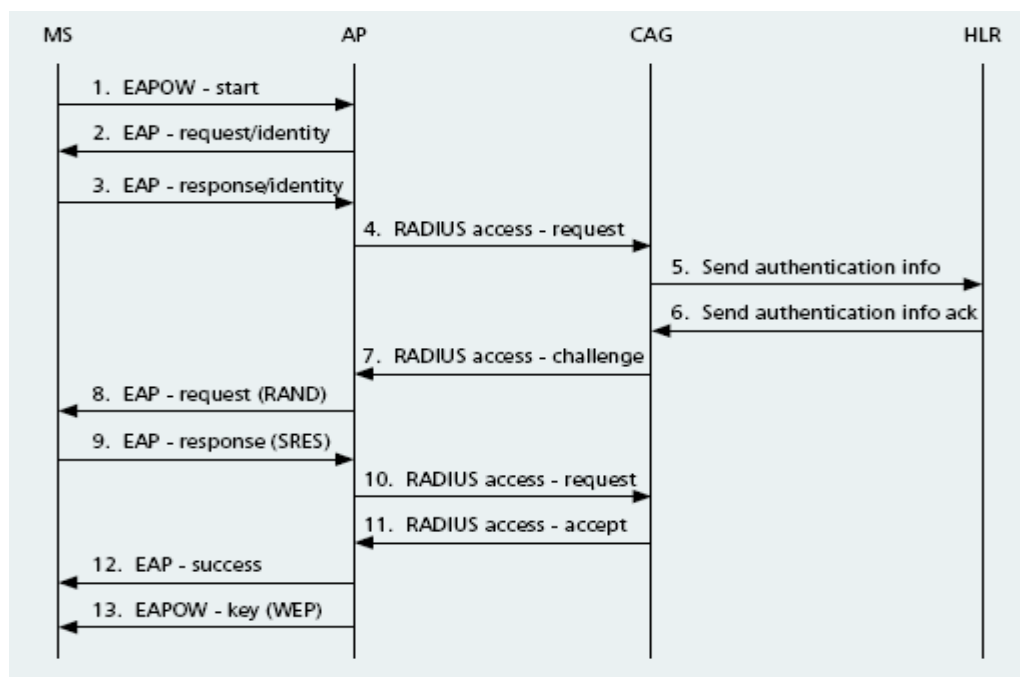 MS AP CAG HLR
1. EAPOW - start
2. EAP - request/identity
3. EAP - response/identity
4. RADIUS access - request
5. Send authentication info
6. Send authentication info ack
7. RADIUS access - challenge
8. EAP - request (RAND)
9. EAP - response (SRES)
10. RADIUS access - request
11. RADIUS access - accept
12. EAP - success
13. EAPOW - key (WEP)